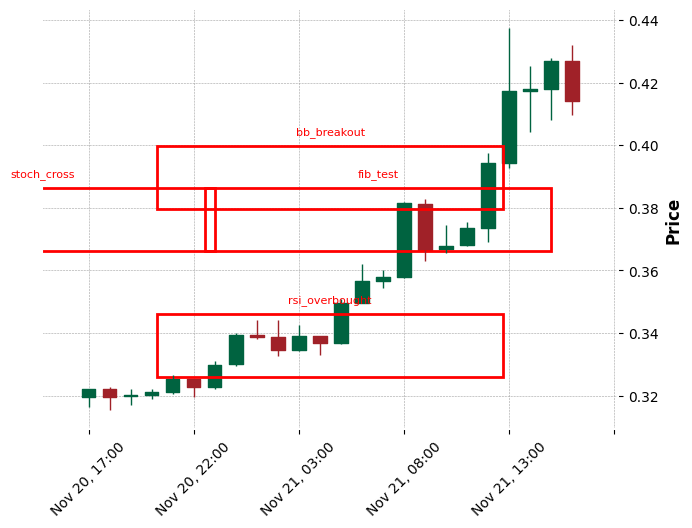 0.44
0.42
bb_breakout
0.40
stoch_cross
fib_test
0.38
Price
0.36
rsi_overbought
0.34
0.32
Nov 20, 17:00
Nov 20, 22:00
Nov 21, 03:00
Nov 21, 08:00
Nov 21, 13:00